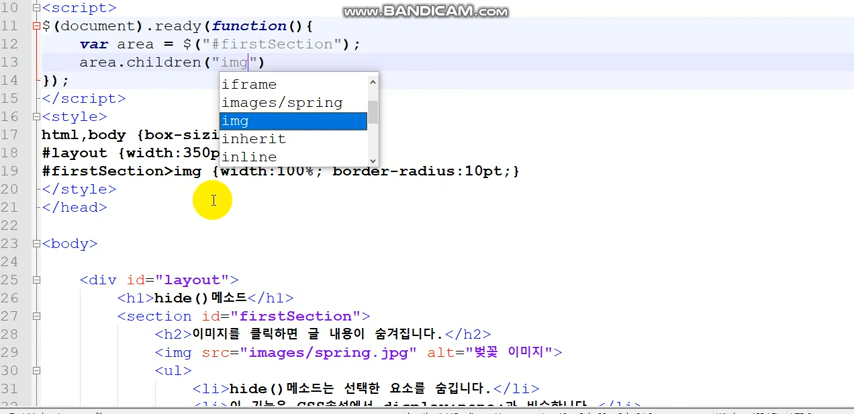 www.BANDICAM.com
10 <script>
11 $(document).ready(function(){
12 var area = $("#firstSection");
13 area.children("img")
14 });
15 </script>
16 <style>
17 html,body {box-sizi
18 #layout {width:350p
19 #firstSection>img {width:100%; border-radius:10pt;}
20 </style>
21 </head>
22
23 <body>
24
25 <div id="layout">
26 <h1>hide()메소드</h1>
27 <section id="firstSection">
28 <h2>이미지를 클릭하면 글 내용이 숨겨집니다.</h2>
29 <img src="images/spring.jpg" alt="벚꽃 이미지">
30 <ul>
31 <li>hide()메소드는 선택한 요소를 숨깁니다.</li>
iframe
images/spring
img
inherit
inline